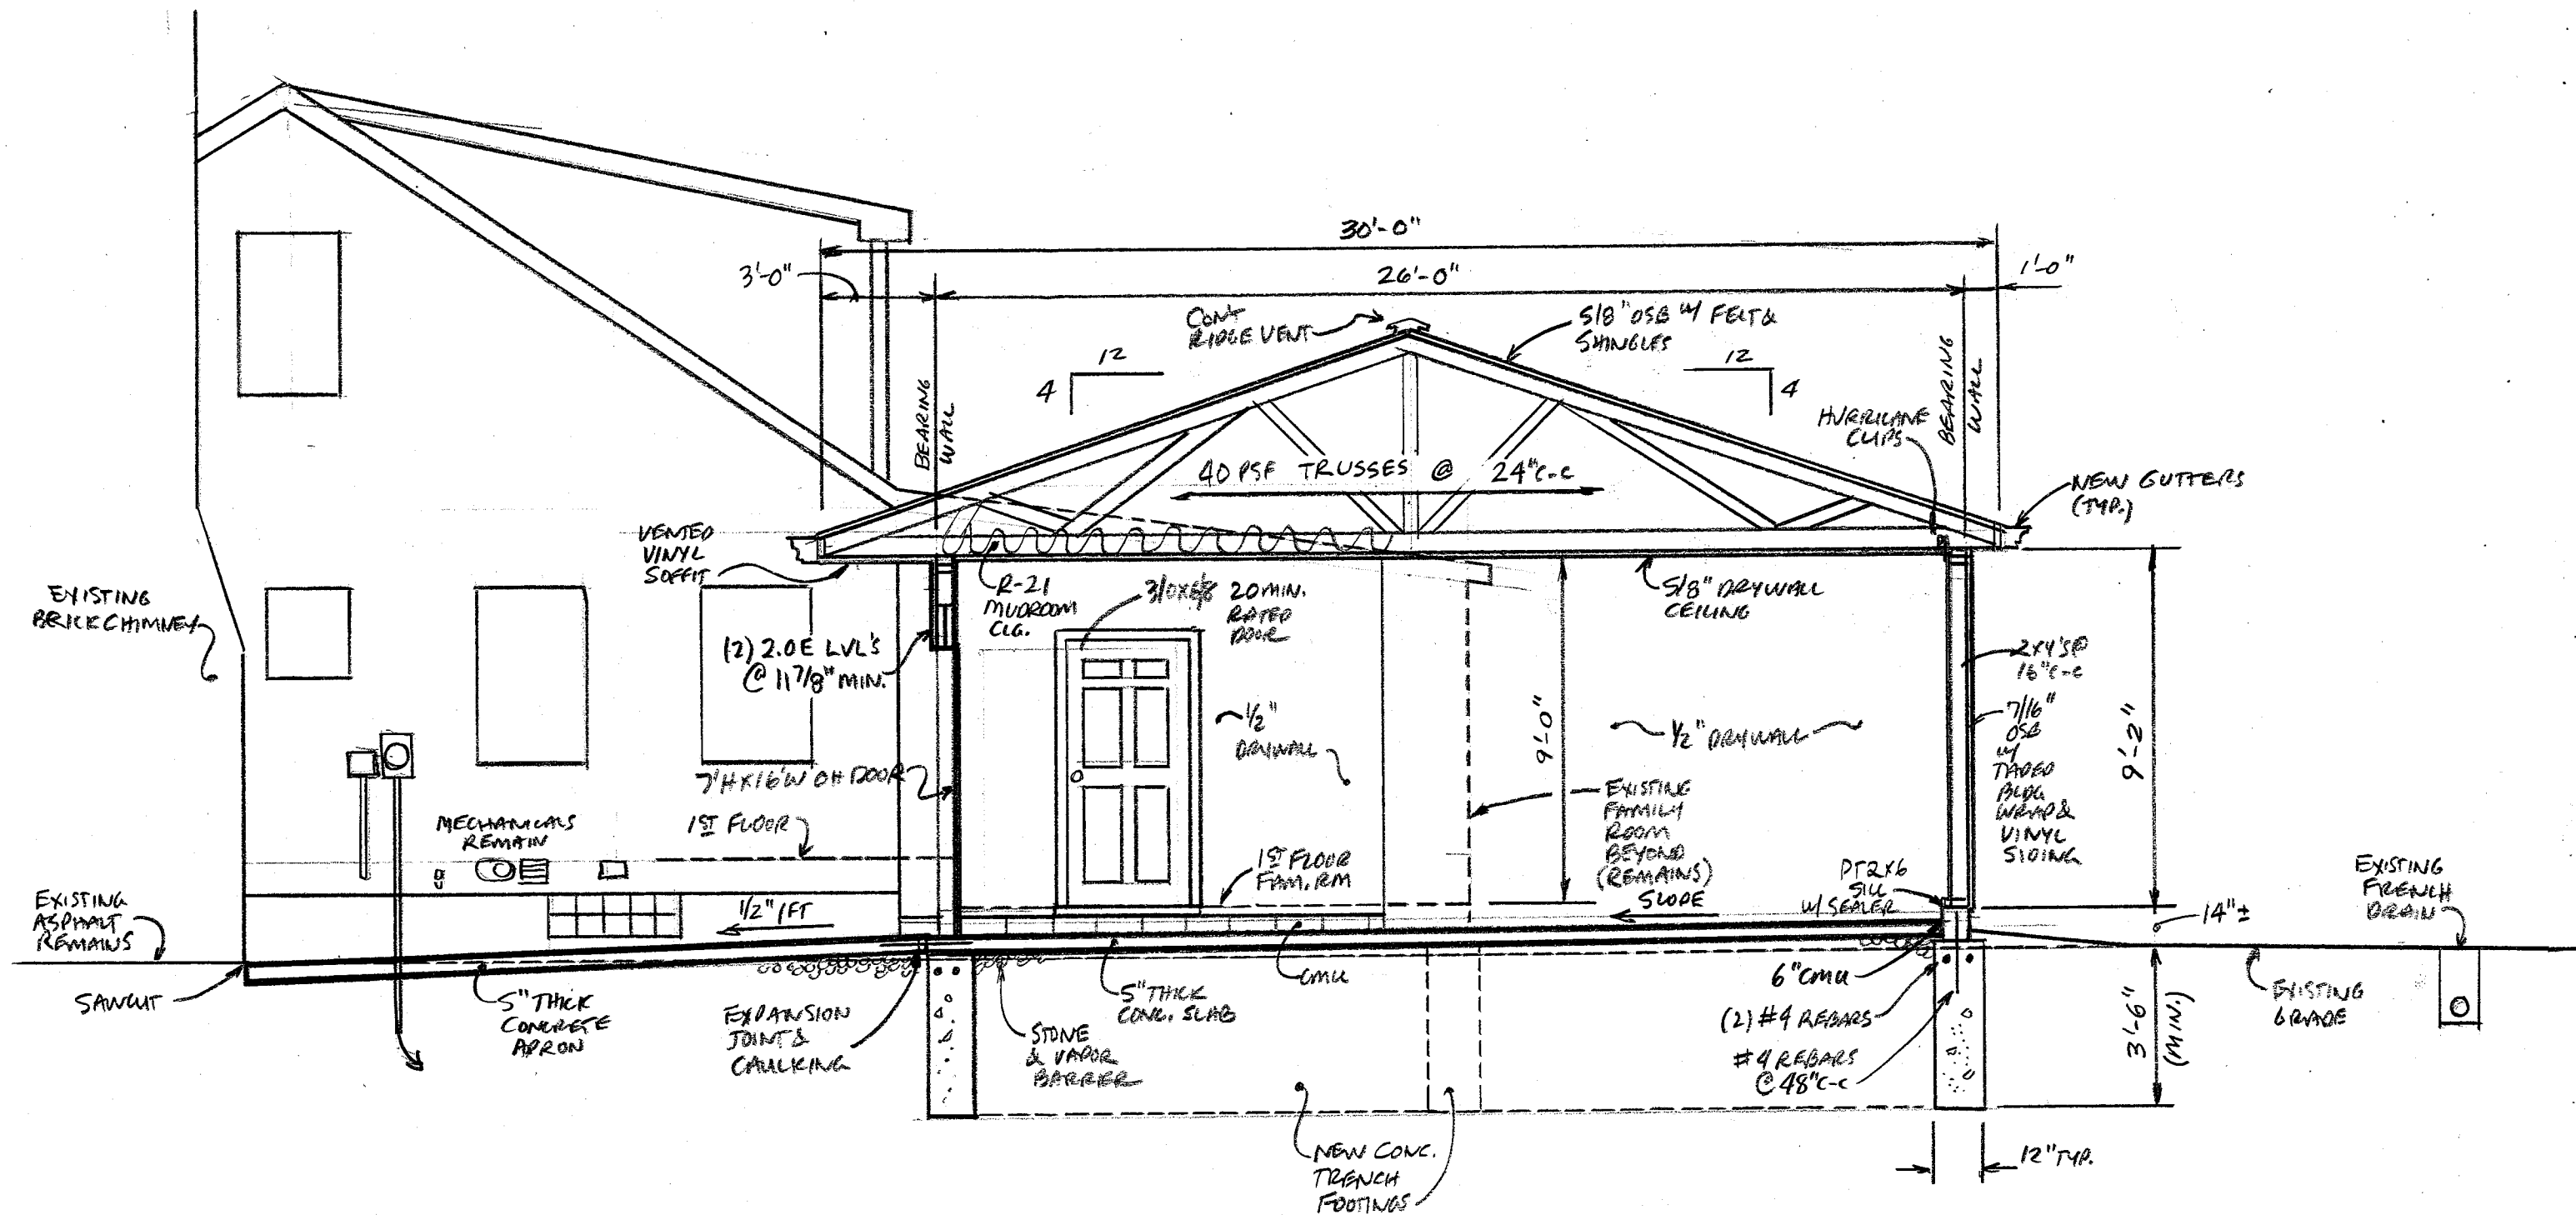 30'-0"
3'-0"
26'-0"
1'-0"
CON'T
RIDGE VENT
5/8" OSB W/ FELT &
SHINGLES
12
4
12
4
BEARING
WALL
BEARING
WALL
HURRICANE
CLIPS
40 PSF TRUSSES @ 24"C-C
NEW GUTTERS
(TYP.)
VENTED
VINYL
SOFFIT
EXISTING
BRICK CHIMNEY
R-21
MUDROOM
CLG.
3/0X6/8 20 MIN.
RATED
DOOR
5/8" DRYWALL
CEILING
(2) 2.0E LVL'S
@ 11 7/8" MIN.
2X4'S @
16"C-C
1/2"
DRYWALL
9'-0"
1/2" DRYWALL
7/16"
OSB
W/
TAPED
BLDG
WRAP &
VINYL
SIDING
9'-2"
7'H X 16'W OH DOOR
EXISTING
FAMILY
ROOM
BEYOND
(REMAINS)
MECHANICALS
REMAIN
1ST FLOOR
1ST FLOOR
FAM. RM
SLOPE
PT 2X6
SILL
W/ SEALER
EXISTING
FRENCH
DRAIN
EXISTING
ASPHALT
REMAINS
1/2" /FT
14"±
SAWCUT
5" THICK
CONCRETE
APRON
EXPANSION
JOINT &
CAULKING
STONE
& VAPOR
BARRIER
5" THICK
CONC. SLAB
CMU
6" CMU
(2) #4 REBARS
#4 REBARS
@ 48"C-C
3'-6"
(MIN.)
EXISTING
GRADE
NEW CONC.
TRENCH
FOOTINGS
12" TYP.